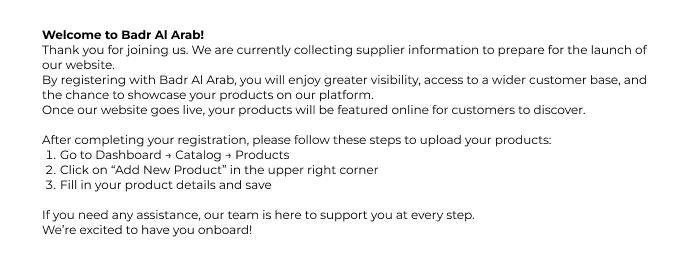 Welcome to Badr Al Arab!
Thank you for joining us. We are currently collecting supplier information to prepare for the launch of
our website.
By registering with Badr Al Arab, you will enjoy greater visibility, access to a wider customer base, and
the chance to showcase your products on our platform.
Once our website goes live, your products will be featured online for customers to discover.
After completing your registration, please follow these steps to upload your products:
1. Go to Dashboard → Catalog → Products
2. Click on “Add New Product” in the upper right corner
3. Fill in your product details and save
If you need any assistance, our team is here to support you at every step.
We’re excited to have you onboard!